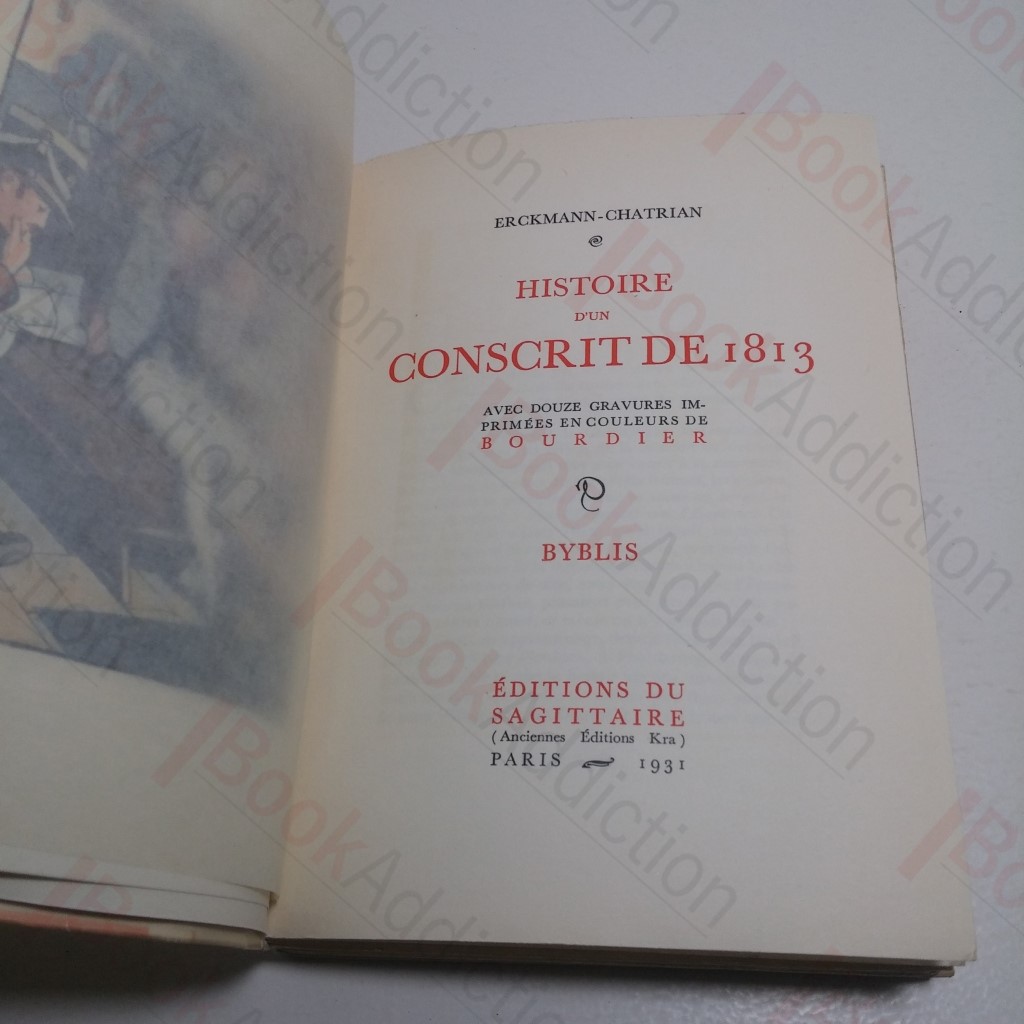 ERCKMANN-CHATRIAN
HISTOIRE
D'UN
CONSCRIT DE 1813
AVEC DOUZE GRAVURES IM-
PRIMÉES EN COULEURS DE
BOURDIER
BYBLIS
ÉDITIONS DU
SAGITTAIRE
(Anciennes Éditions Kra)
PARIS 1931
BookAddiction